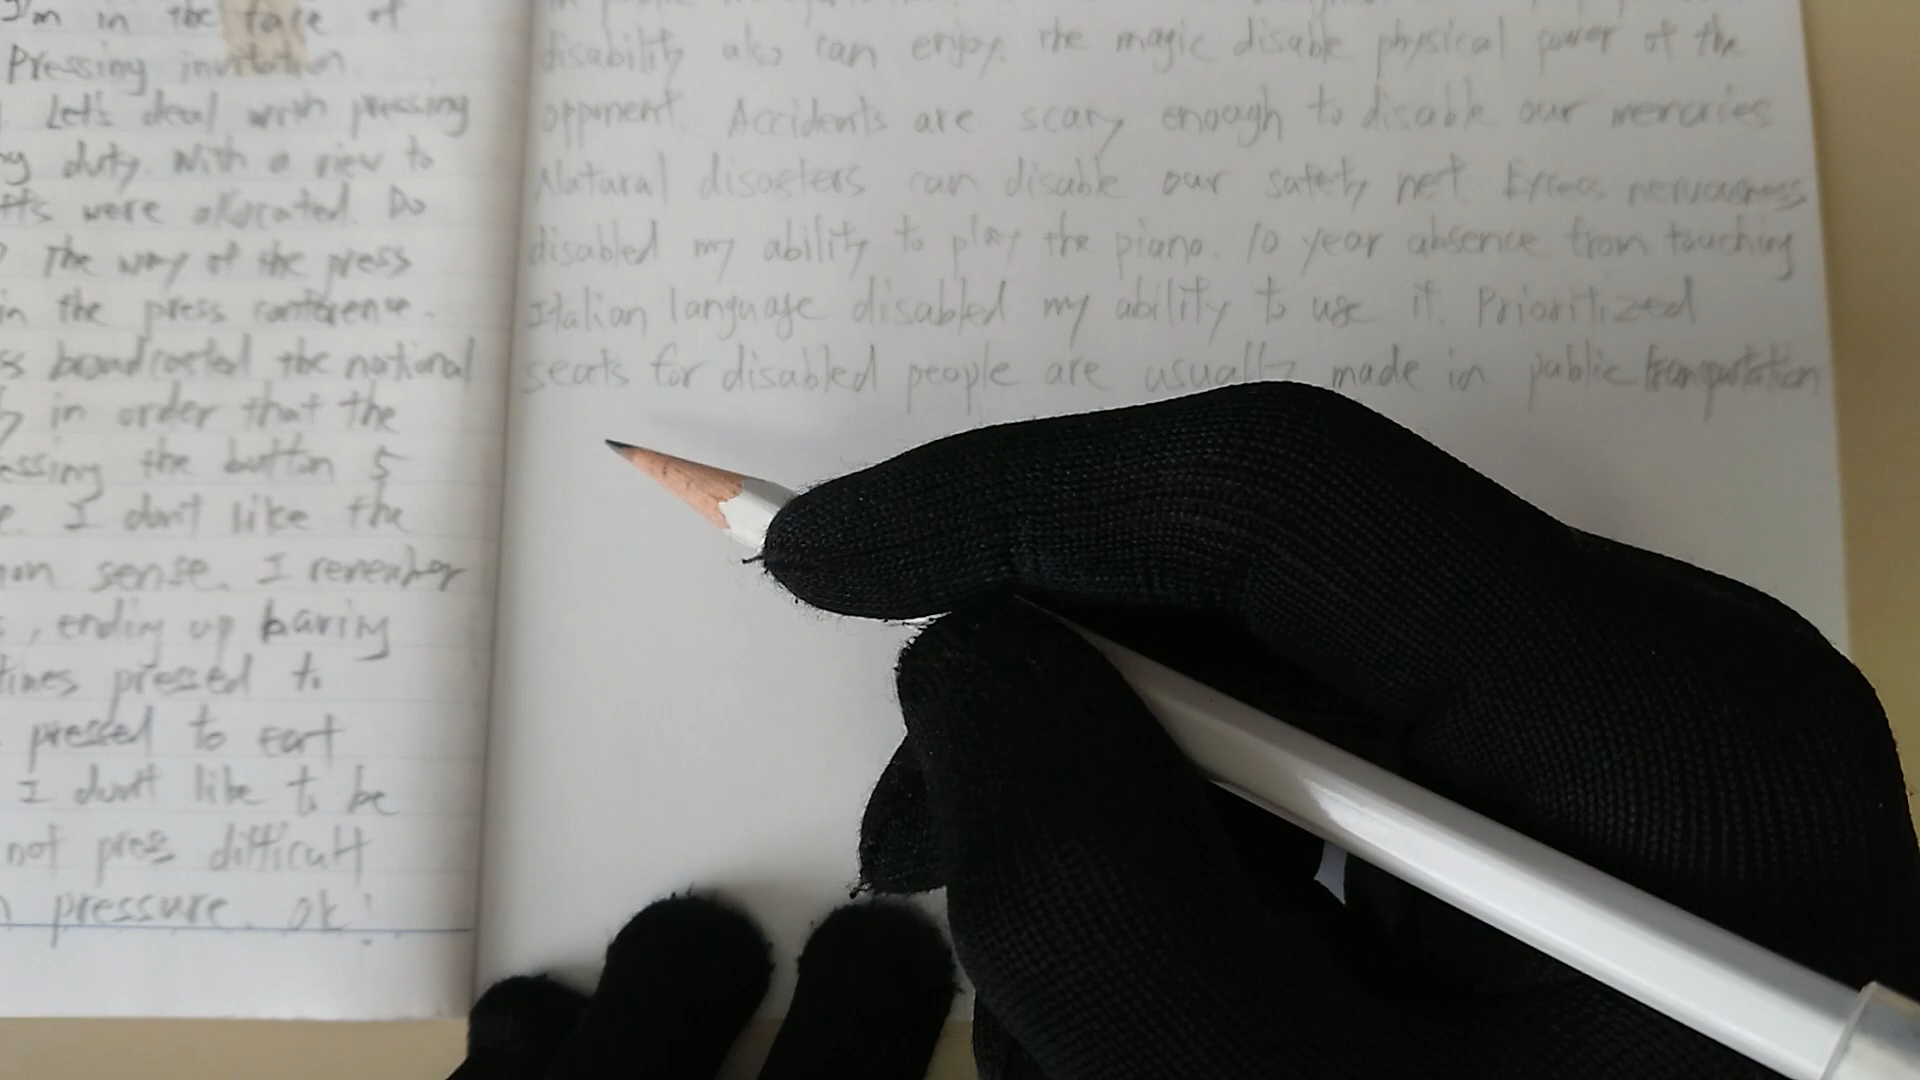 I'm in the face of
pressing invitation.
Let's deal with pressing
duty. With a view to
were allocated. Do
The way of the press
in the press conference.
broadcasted the national
in order that the
essing the button 5
I don't like the
sense. I remember
, ending up having
pressed to
pressed to eat
I don't like to be
not press difficult
pressure. Ok!
disability also can enjoy. The magic disable physical power of the
opponent. Accidents are scary enough to disable our memories
Natural disasters can disable our safety net. Excess nervousness
disabled my ability to play the piano. 10 year absence from touching
Italian language disabled my ability to use it. Prioritized
seats for disabled people are usually made in public transportation